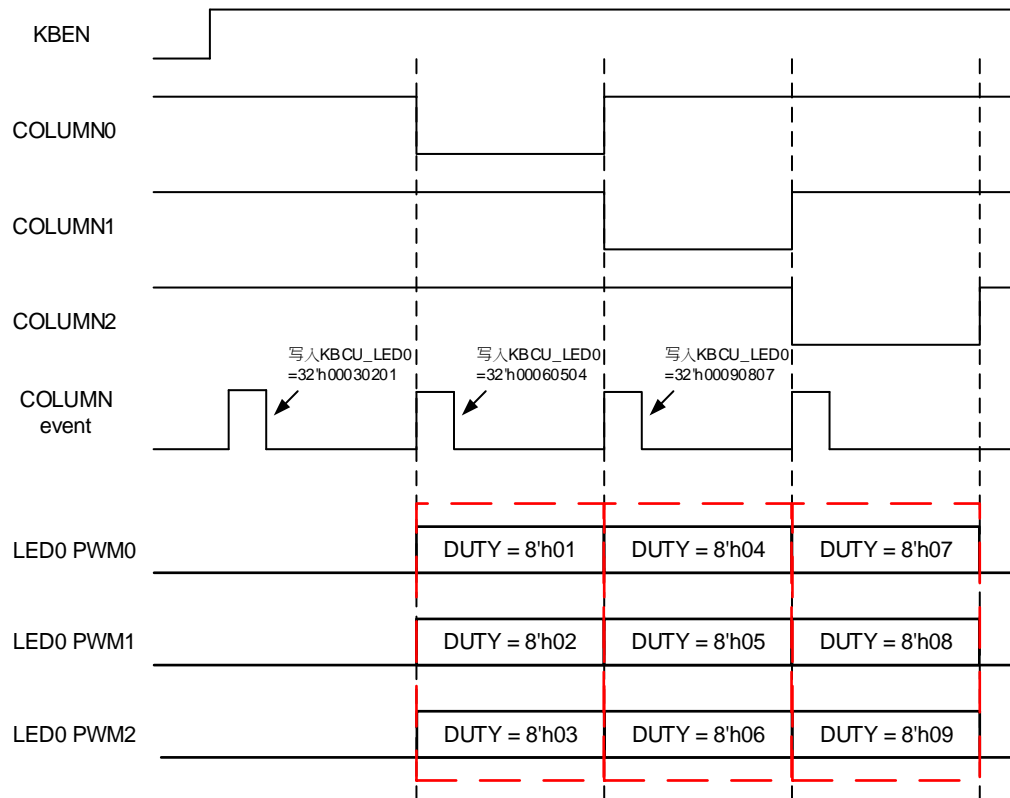 KBEN
COLUMN0
COLUMN1
COLUMN2
写入KBCU_LED0
=32'h00030201
写入KBCU_LED0
=32'h00060504
写入KBCU_LED0
=32'h00090807
COLUMN
event
LED0 PWM0
DUTY = 8'h01
DUTY = 8'h04
DUTY = 8'h07
LED0 PWM1
DUTY = 8'h02
DUTY = 8'h05
DUTY = 8'h08
LED0 PWM2
DUTY = 8'h03
DUTY = 8'h06
DUTY = 8'h09